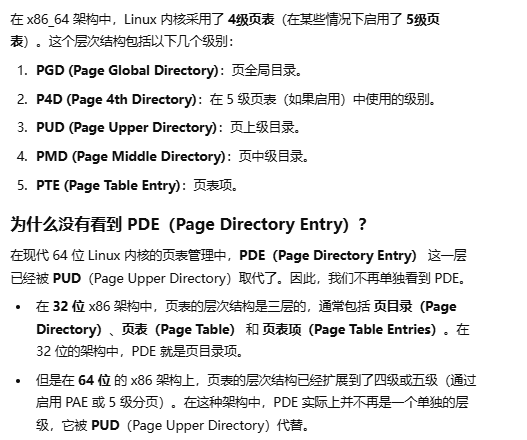 在 x86_64 架构中，Linux 内核采用了 4级页表（在某些情况下启用了 5级页
表）。这个层次结构包括以下几个级别：
1. PGD (Page Global Directory)：页全局目录。
2. P4D (Page 4th Directory)：在 5 级页表（如果启用）中使用的级别。
3. PUD (Page Upper Directory)：页上级目录。
4. PMD (Page Middle Directory)：页中级目录。
5. PTE (Page Table Entry)：页表项。
为什么没有看到 PDE（Page Directory Entry）？
在现代 64 位 Linux 内核的页表管理中，PDE（Page Directory Entry） 这一层
已经被 PUD（Page Upper Directory）取代了。因此，我们不再单独看到 PDE。
• 在 32 位 x86 架构中，页表的层次结构是三层的，通常包括 页目录（Page
Directory）、页表（Page Table） 和 页表项（Page Table Entries）。在
32 位的架构中，PDE 就是页目录项。
• 但是在 64 位 的 x86 架构上，页表的层次结构已经扩展到了四级或五级（通过
启用 PAE 或 5 级分页）。在这种架构中，PDE 实际上并不再是一个单独的层
级，它被 PUD（Page Upper Directory）代替。